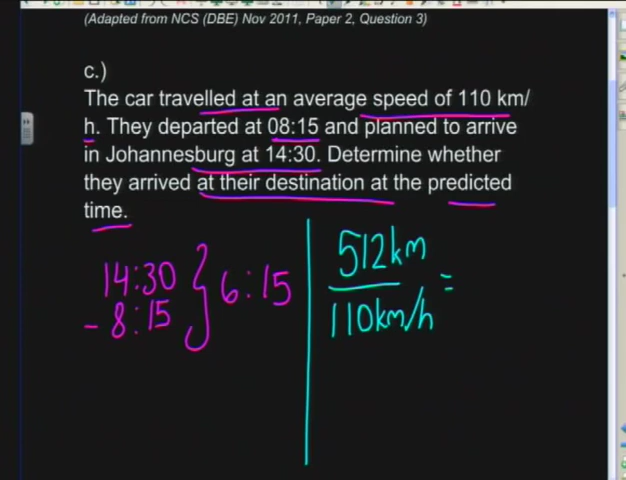 (Adapted from NCS (DBE) Nov 2011, Paper 2, Question 3)
c.)
The car travelled at an average speed of 110 km/
h. They departed at 08:15 and planned to arrive
in Johannesburg at 14:30. Determine whether
they arrived at their destination at the predicted
time.
14:30
- 8:15
} 6:15
512km
110km/h
=